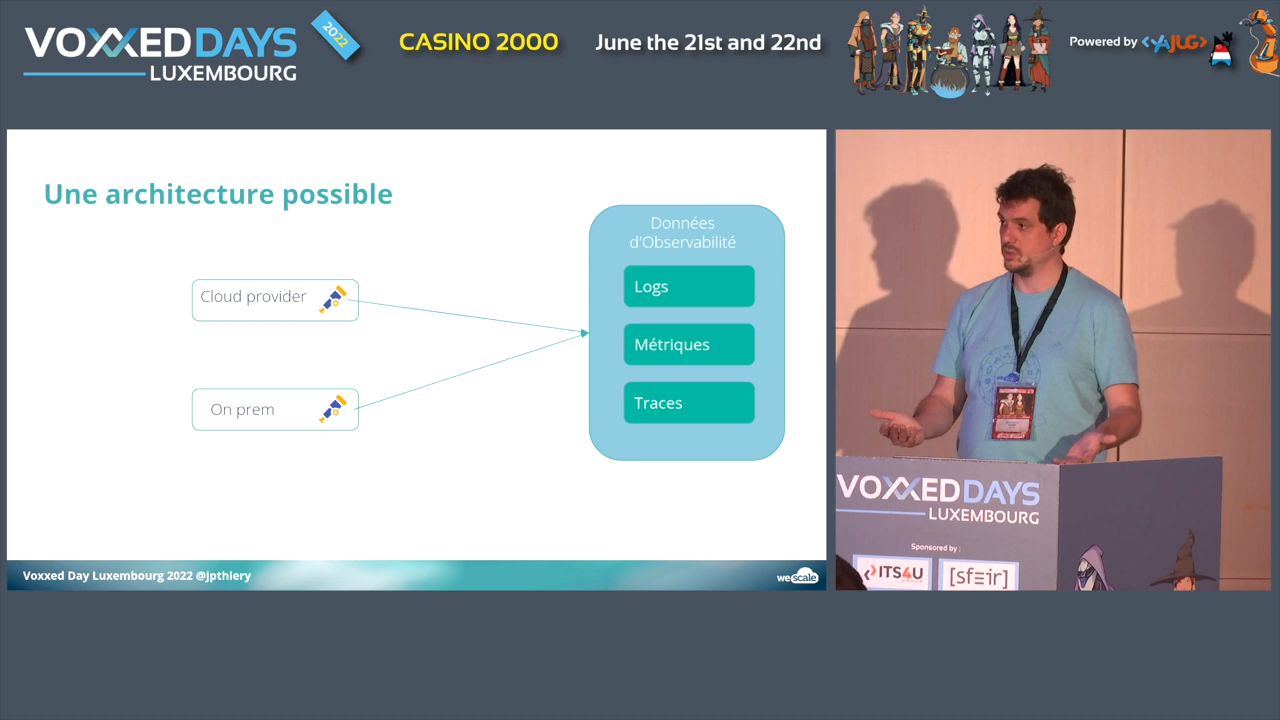 VOXXED DAYS
LUXEMBOURG
2022
CASINO 2000
June the 21st and 22nd
Powered by <YAJUG>
Une architecture possible
Cloud provider
On prem
Données
d'Observabilité
Logs
Métriques
Traces
Voxxed Day Luxembourg 2022 @jpthiery
wescale
VOXXED DAYS
LUXEMBOURG
Sponsored by :
ITS4U
[sfeir]